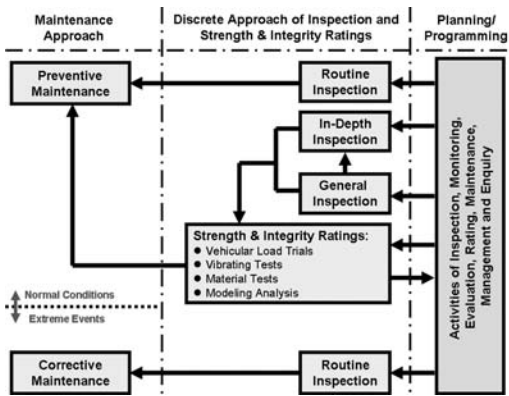 Maintenance
Approach
Discrete Approach of Inspection and
Strength & Integrity Ratings
Planning/
Programming
Preventive
Maintenance
Routine
Inspection
In-Depth
Inspection
General
Inspection
Strength & Integrity Ratings:
● Vehicular Load Trials
● Vibrating Tests
● Material Tests
● Modeling Analysis
Normal Conditions
Extreme Events
Corrective
Maintenance
Routine
Inspection
Activities of Inspection, Monitoring,
Evaluation, Rating, Maintenance,
Management and Enquiry